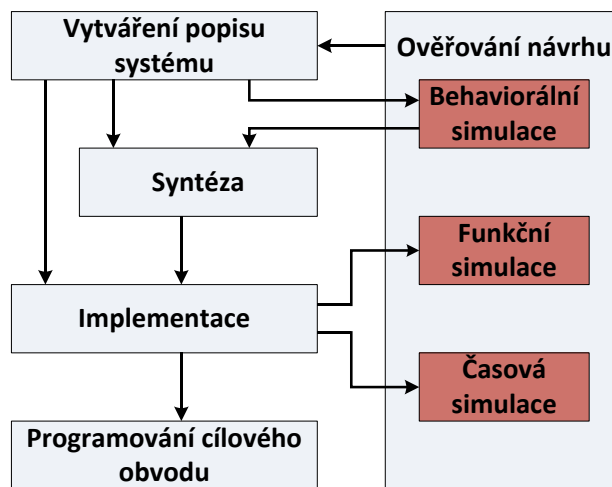 Vytváření popisu
systému
Ověřování návrhu
Behaviorální
simulace
Syntéza
Funkční
simulace
Implementace
Časová
simulace
Programování cílového
obvodu